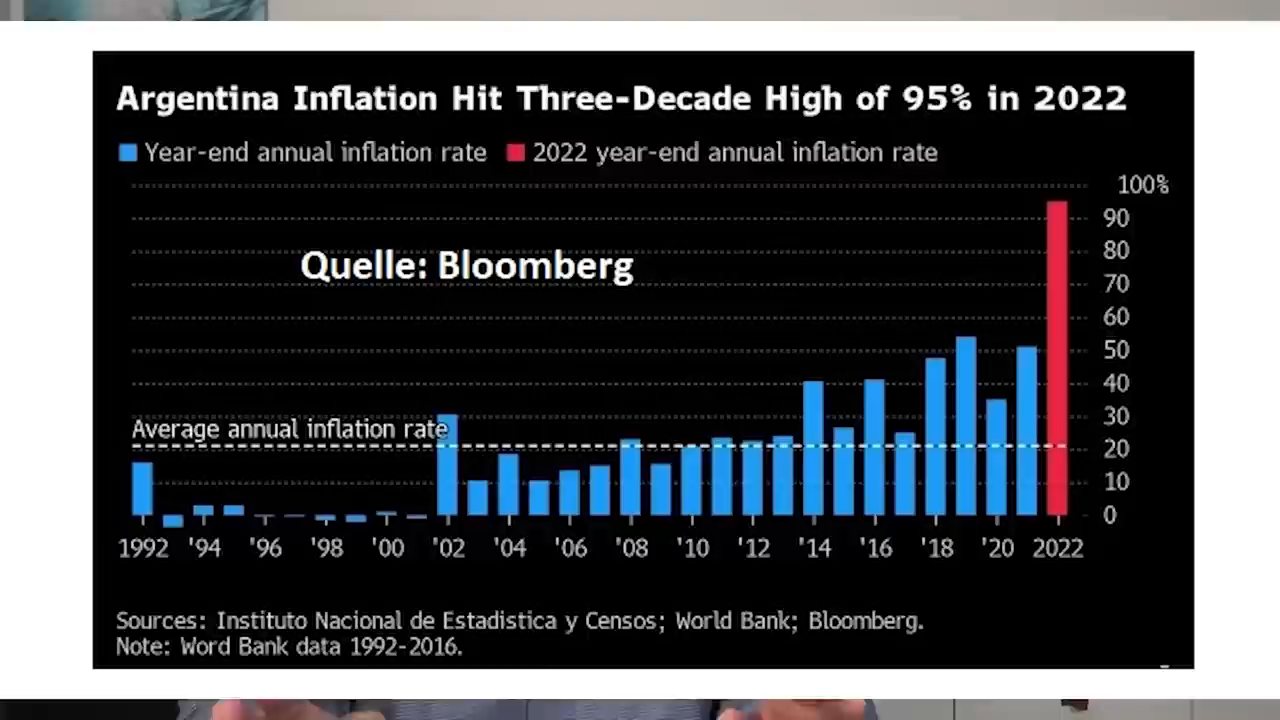 Argentina Inflation Hit Three-Decade High of 95% in 2022
Year-end annual inflation rate 2022 year-end annual inflation rate
100%
90
80
70
60
50
40
30
20
10
0
Quelle: Bloomberg
Average annual inflation rate
1992 '94 '96 '98 '00 '02 '04 '06 '08 '10 '12 '14 '16 '18 '20 2022
Sources: Instituto Nacional de Estadistica y Censos; World Bank; Bloomberg.
Note: Word Bank data 1992-2016.